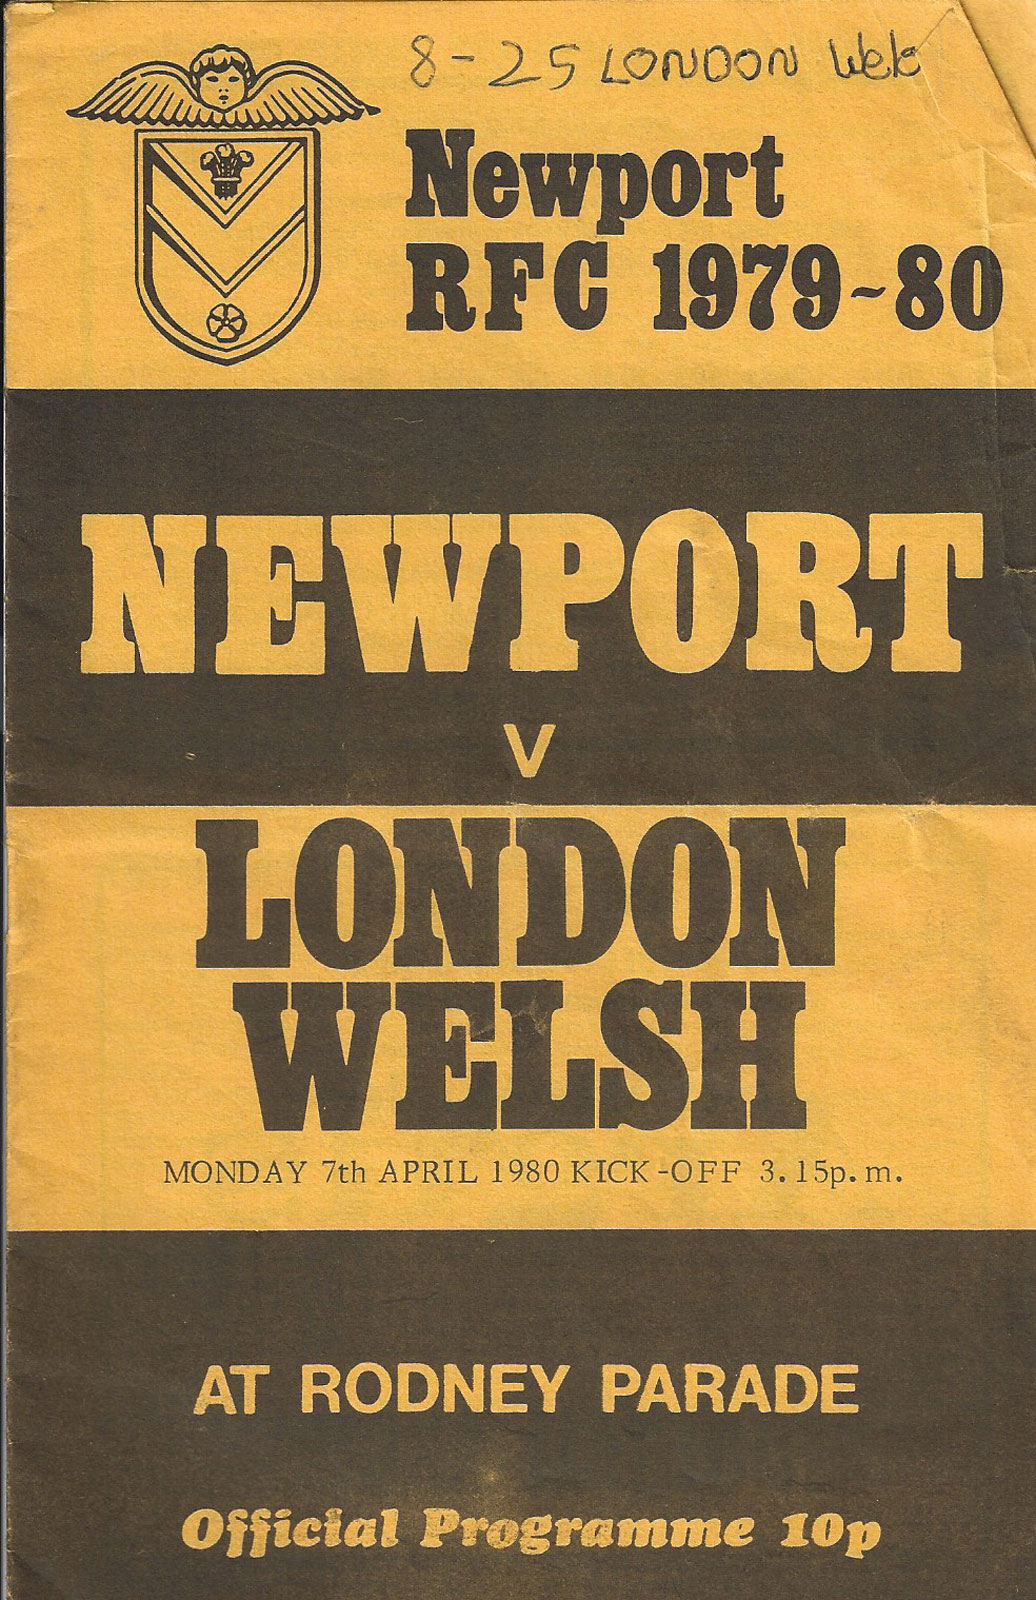 8-25 LONDON Wels
Newport
RFC 1979-80
NEWPORT
V
LONDON
WELSH
MONDAY 7th APRIL 1980 KICK-OFF 3.15p.m.
AT RODNEY PARADE
Official Programme 10p